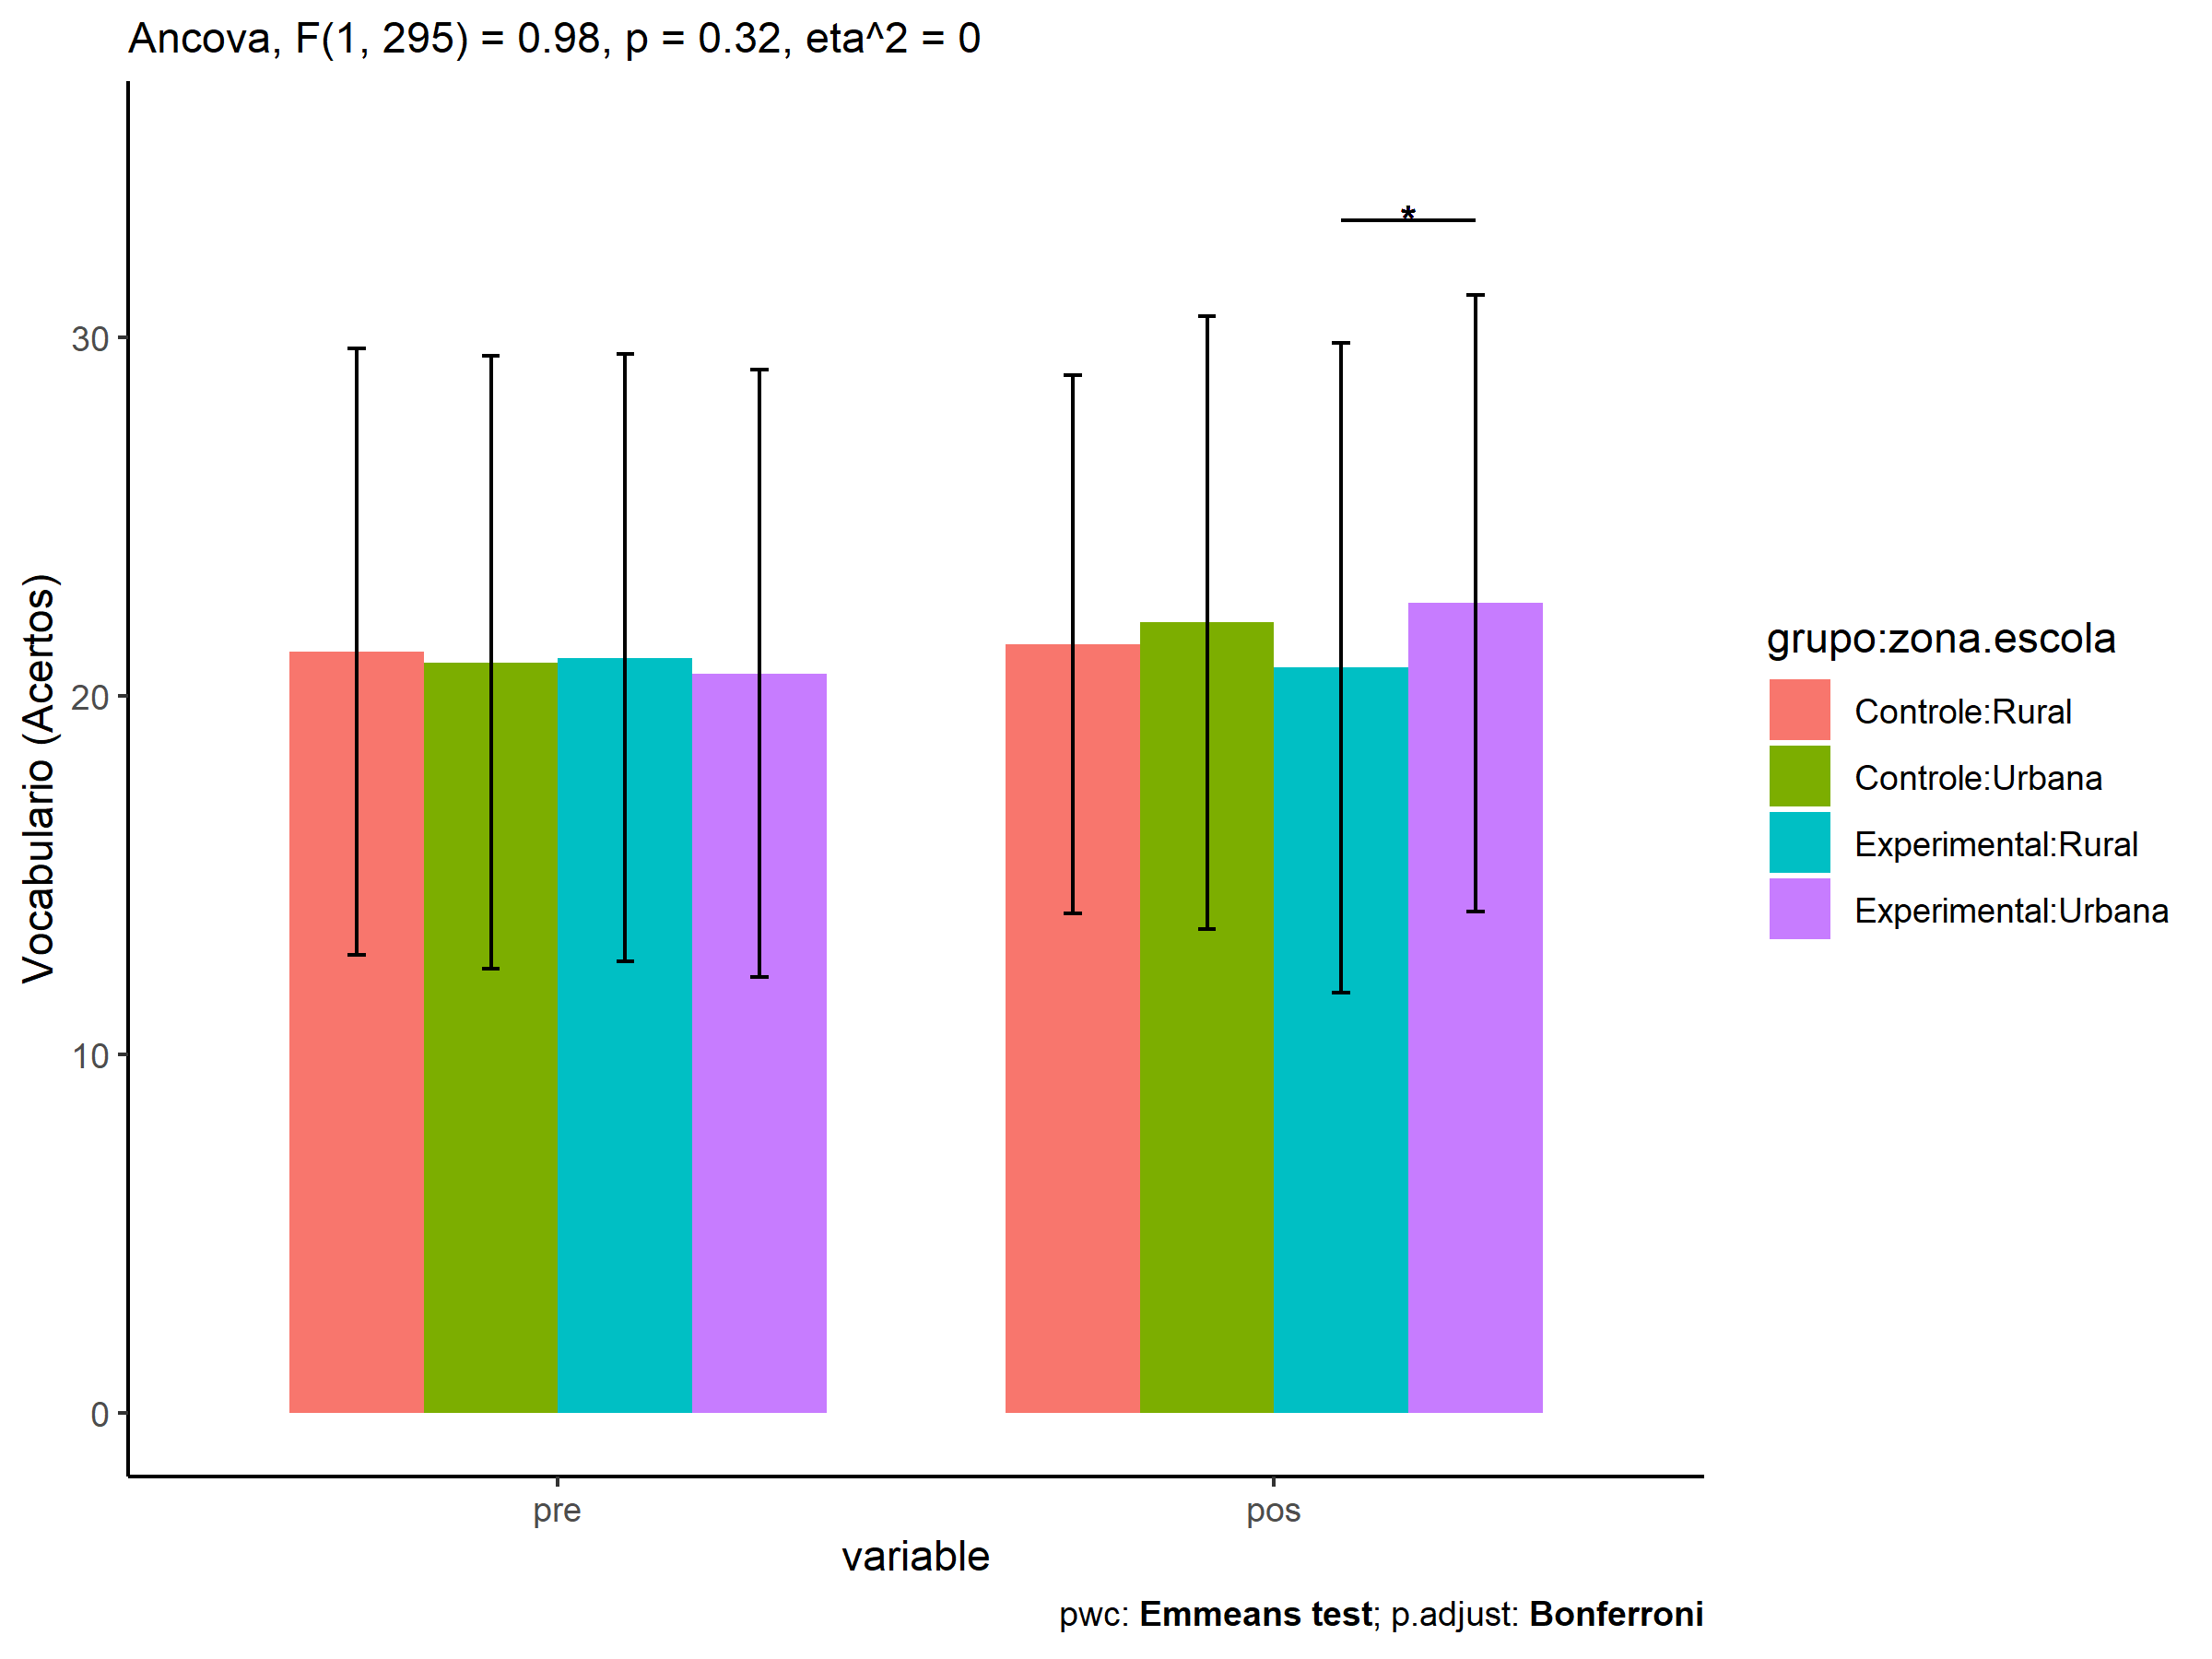 Ancova, F(1, 295) = 0.98, p = 0.32, eta^2 = 0
*
30
20
10
0
Vocabulario (Acertos)
pre
pos
variable
pwc: Emmeans test; p.adjust: Bonferroni
grupo:zona.escola
Controle:Rural
Controle:Urbana
Experimental:Rural
Experimental:Urbana